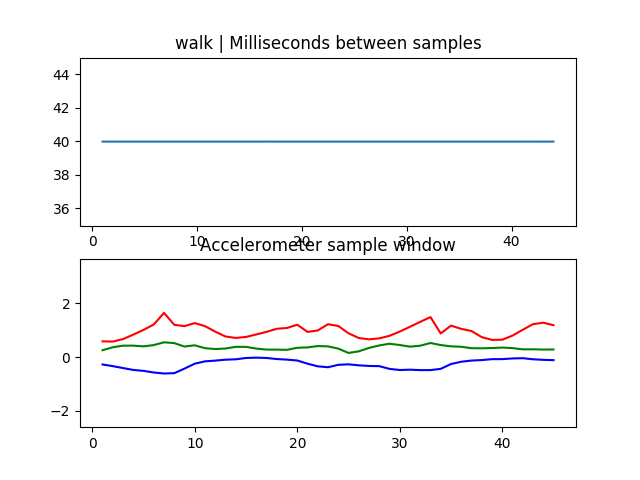 walk | Milliseconds between samples
44
42
40
38
36
0 10 20 30 40
Accelerometer sample window
2
0
−2
0 10 20 30 40